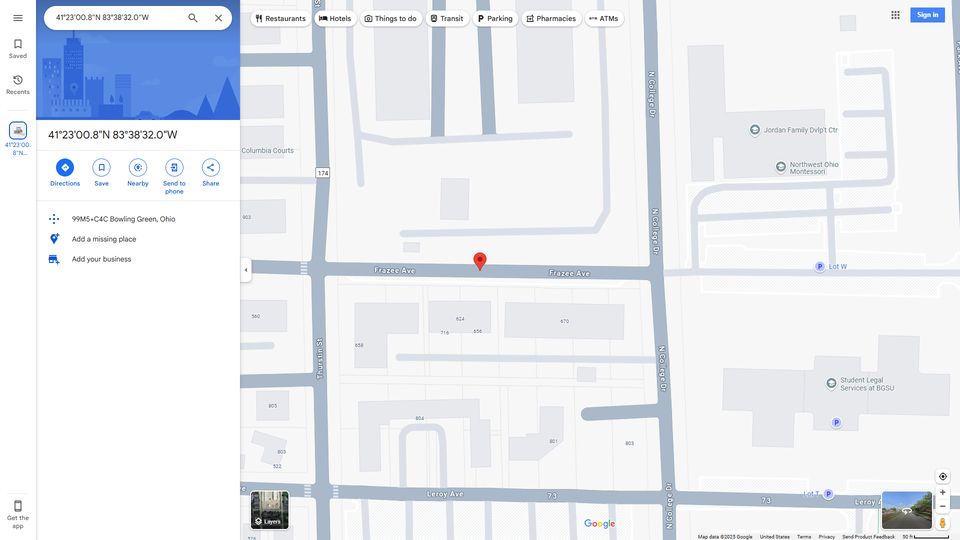 41°23'00.8"N 83°38'32.0"W
Restaurants
Hotels
Things to do
Transit
Parking
Pharmacies
ATMs
Sign in
Saved
Recents
41°23'00.
8"N...
41°23'00.8"N 83°38'32.0"W
Directions
Save
Nearby
Send to
phone
Share
99M5+C4C Bowling Green, Ohio
Add a missing place
Add your business
Get the
app
Columbia Courts
174
903
N College Dr
Jordan Family Dvlp't Ctr
Northwest Ohio
Montessori
N College Dr
Frazee Ave
Frazee Ave
P
Lot W
560
624
716
656
670
658
Thurstin St
N College Dr
Student Legal
Services at BGSU
P
805
804
801
803
803
522
Leroy Ave
73
73
Lot T
P
Leroy A
N College Dr
Layers
Google
Map data ©2025 Google
United States
Terms
Privacy
Send Product Feedback
50 ft